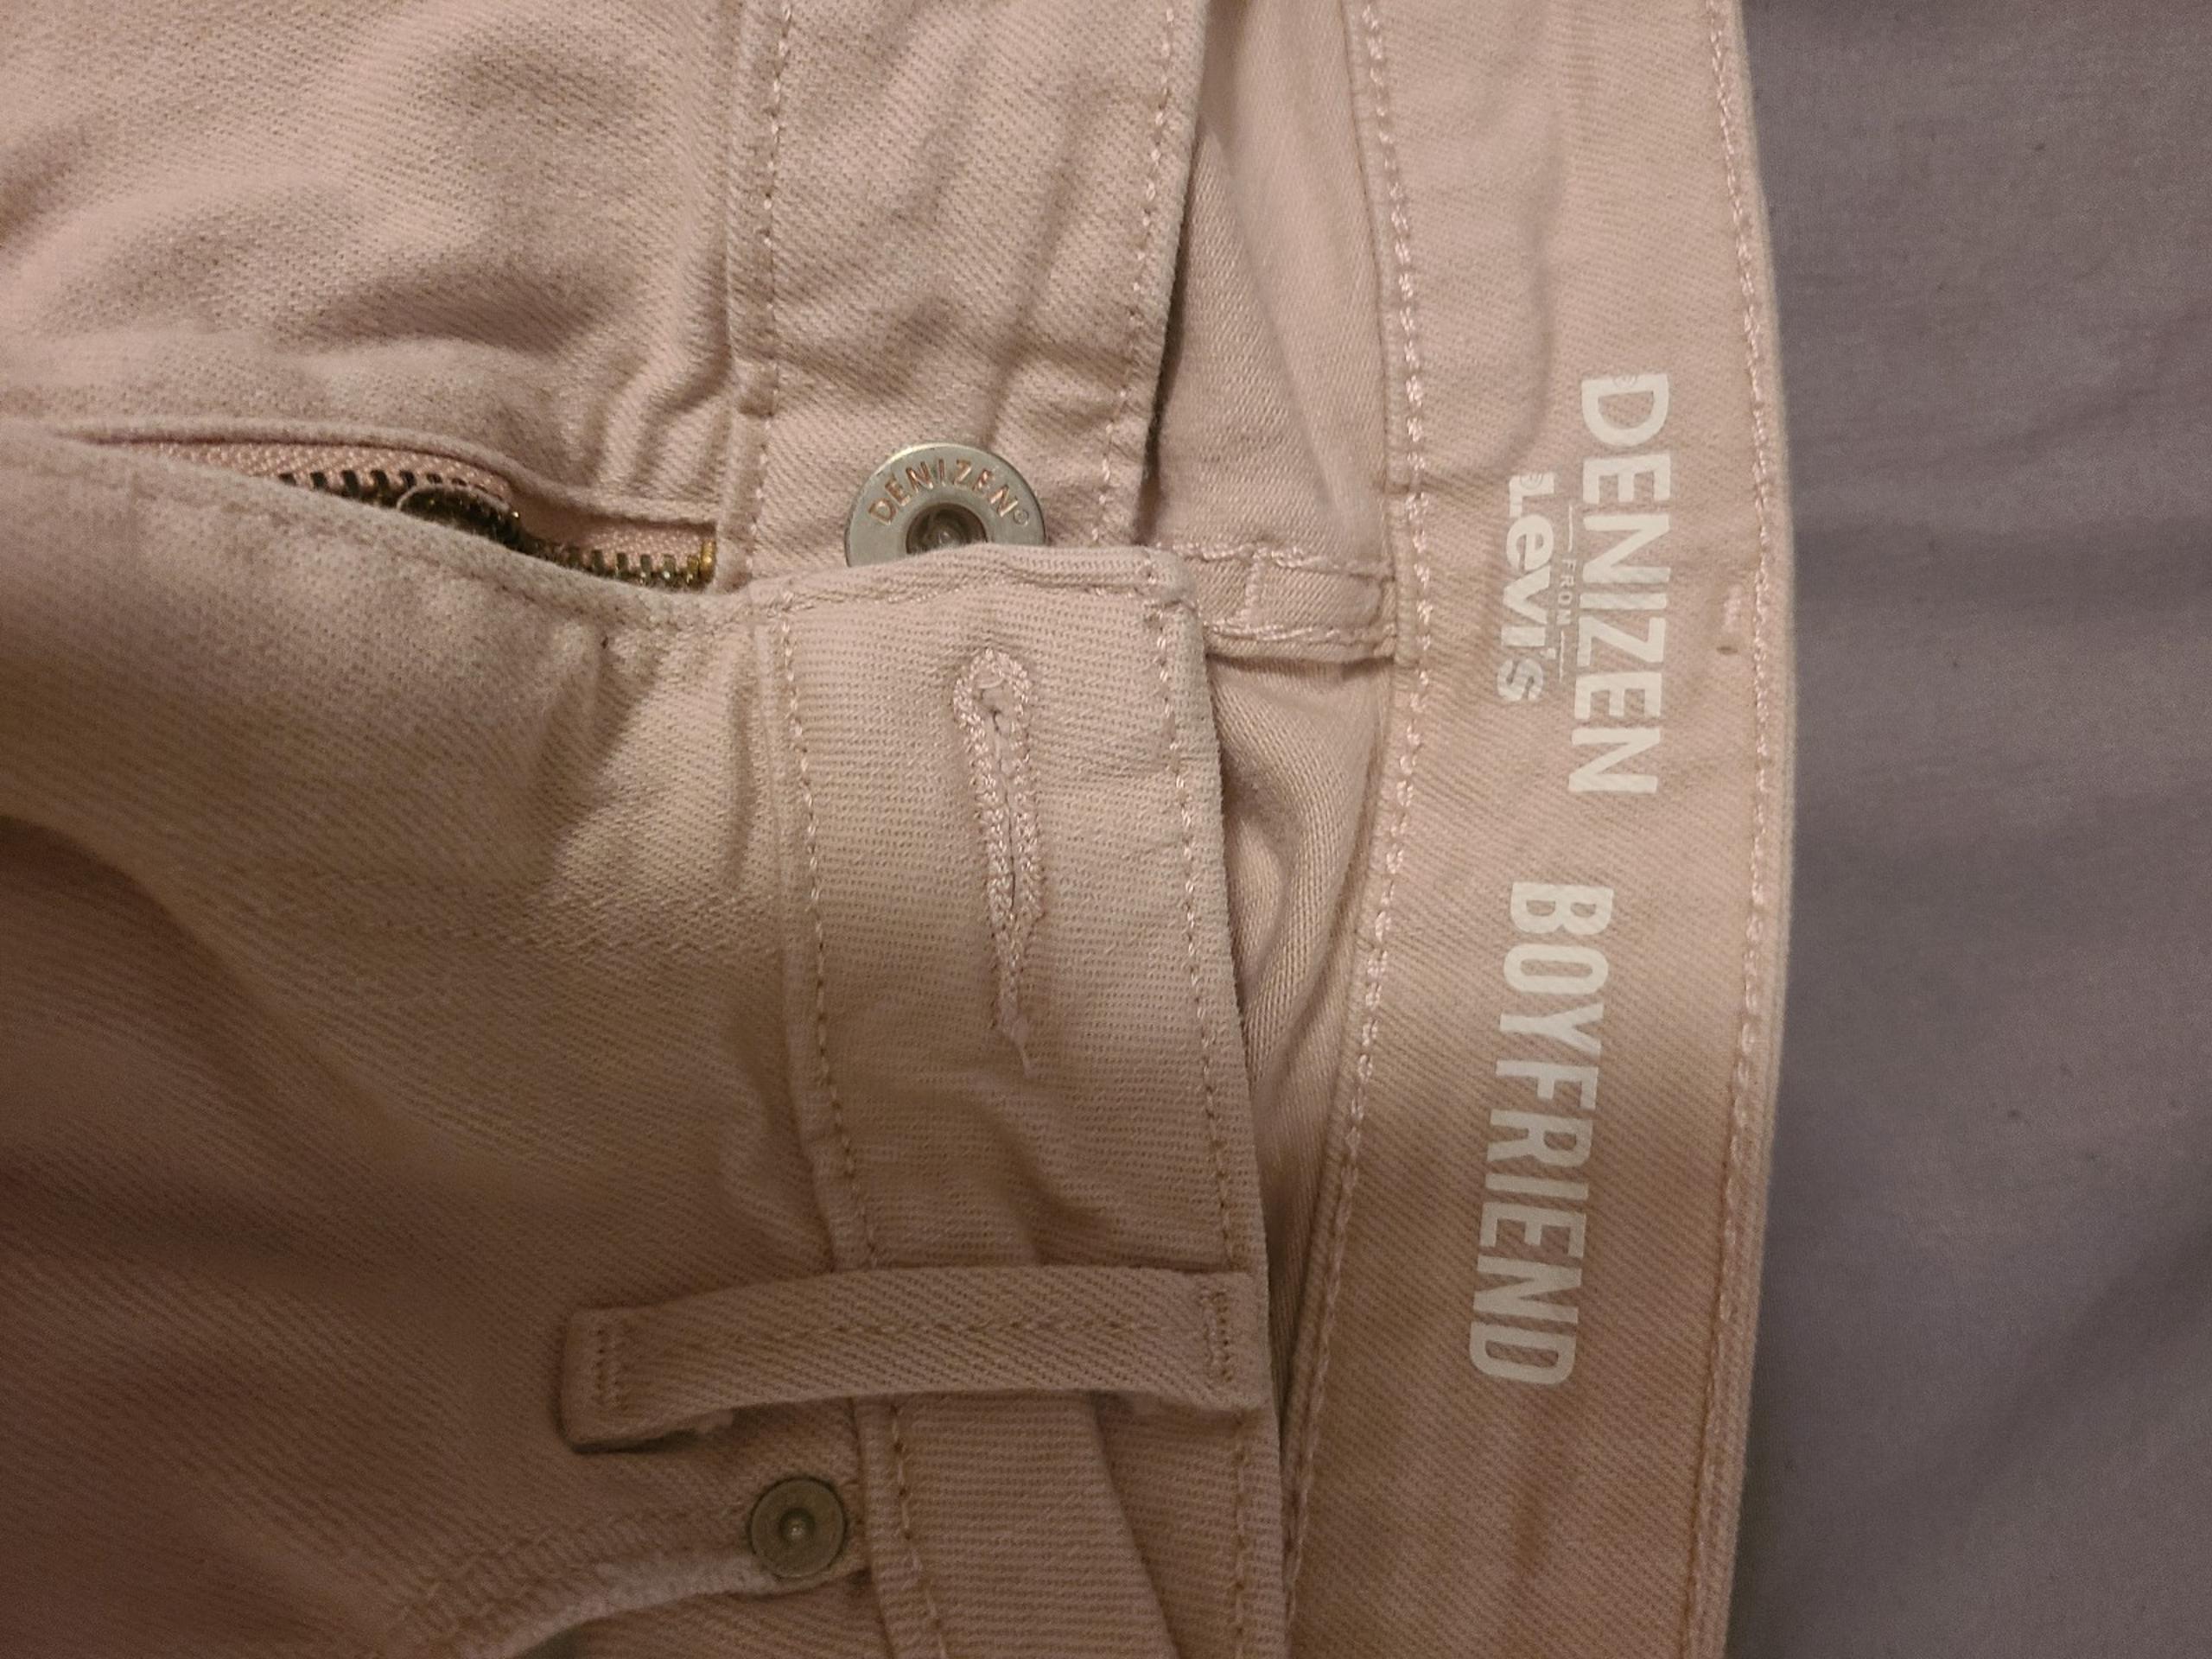 DENIZEN®
DENIZEN®
FROM
Levi's®
BOYFRIEND